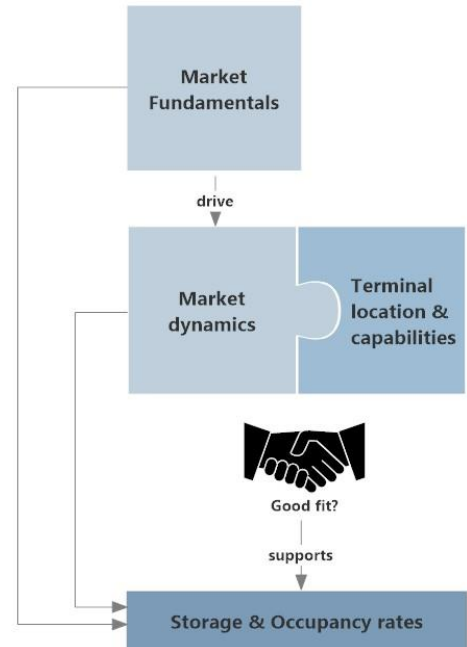 Market
Fundamentals
drive
Market
dynamics
Terminal
location &
capabilities
Good fit?
supports
Storage & Occupancy rates